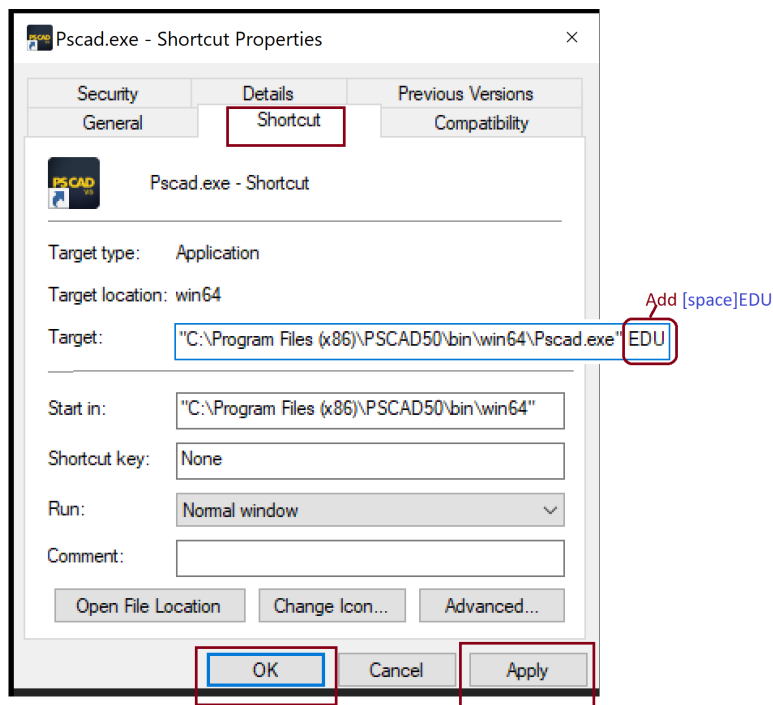 Pscad.exe - Shortcut Properties
Security Details Previous Versions
General Shortcut Compatibility
PSCAD
V5
Pscad.exe - Shortcut
Target type: Application
Target location: win64
Add [space]EDU
Target: "C:\Program Files (x86)\PSCAD50\bin\win64\Pscad.exe" EDU
Start in: "C:\Program Files (x86)\PSCAD50\bin\win64"
Shortcut key: None
Run: Normal window
Comment:
Open File Location Change Icon... Advanced...
OK Cancel Apply